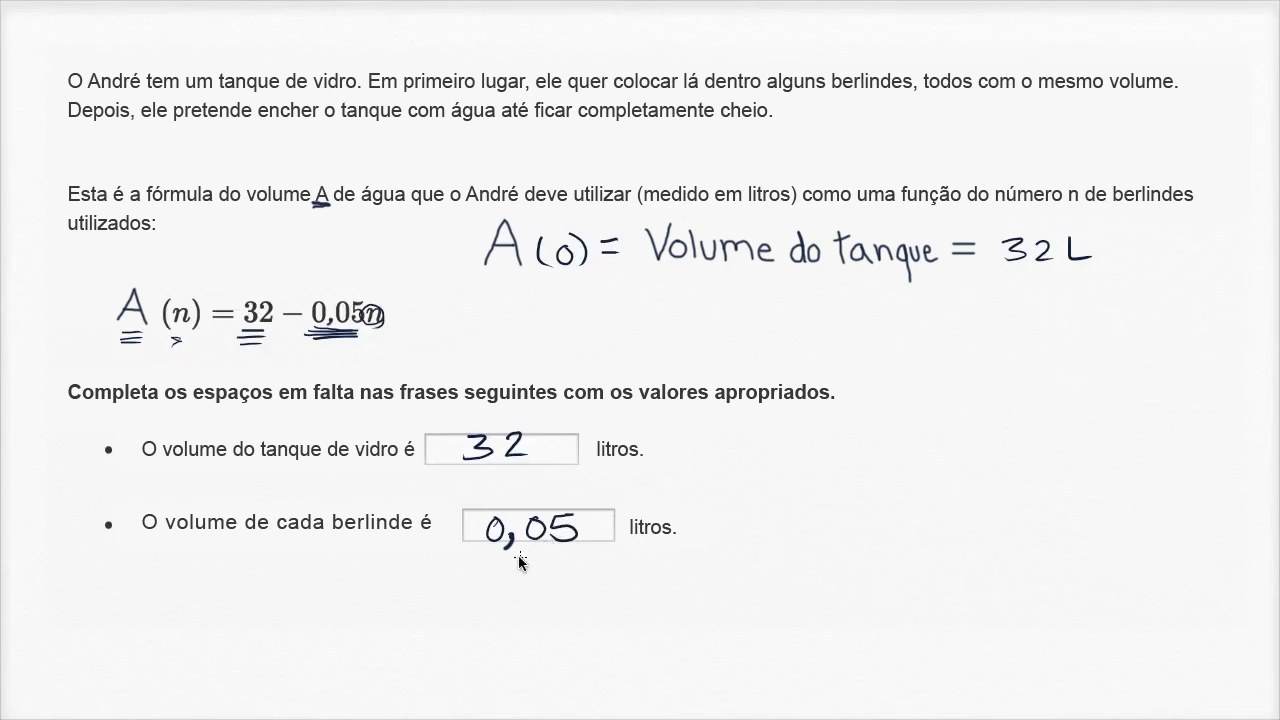 O André tem um tanque de vidro. Em primeiro lugar, ele quer colocar lá dentro alguns berlindes, todos com o mesmo volume.
Depois, ele pretende encher o tanque com água até ficar completamente cheio.
Esta é a fórmula do volume A de água que o André deve utilizar (medido em litros) como uma função do número n de berlindes
utilizados:
A(0) = Volume do tanque = 32 L
A (n) = 32 − 0,05n
Completa os espaços em falta nas frases seguintes com os valores apropriados.
• O volume do tanque de vidro é 32 litros.
• O volume de cada berlinde é 0,05 litros.